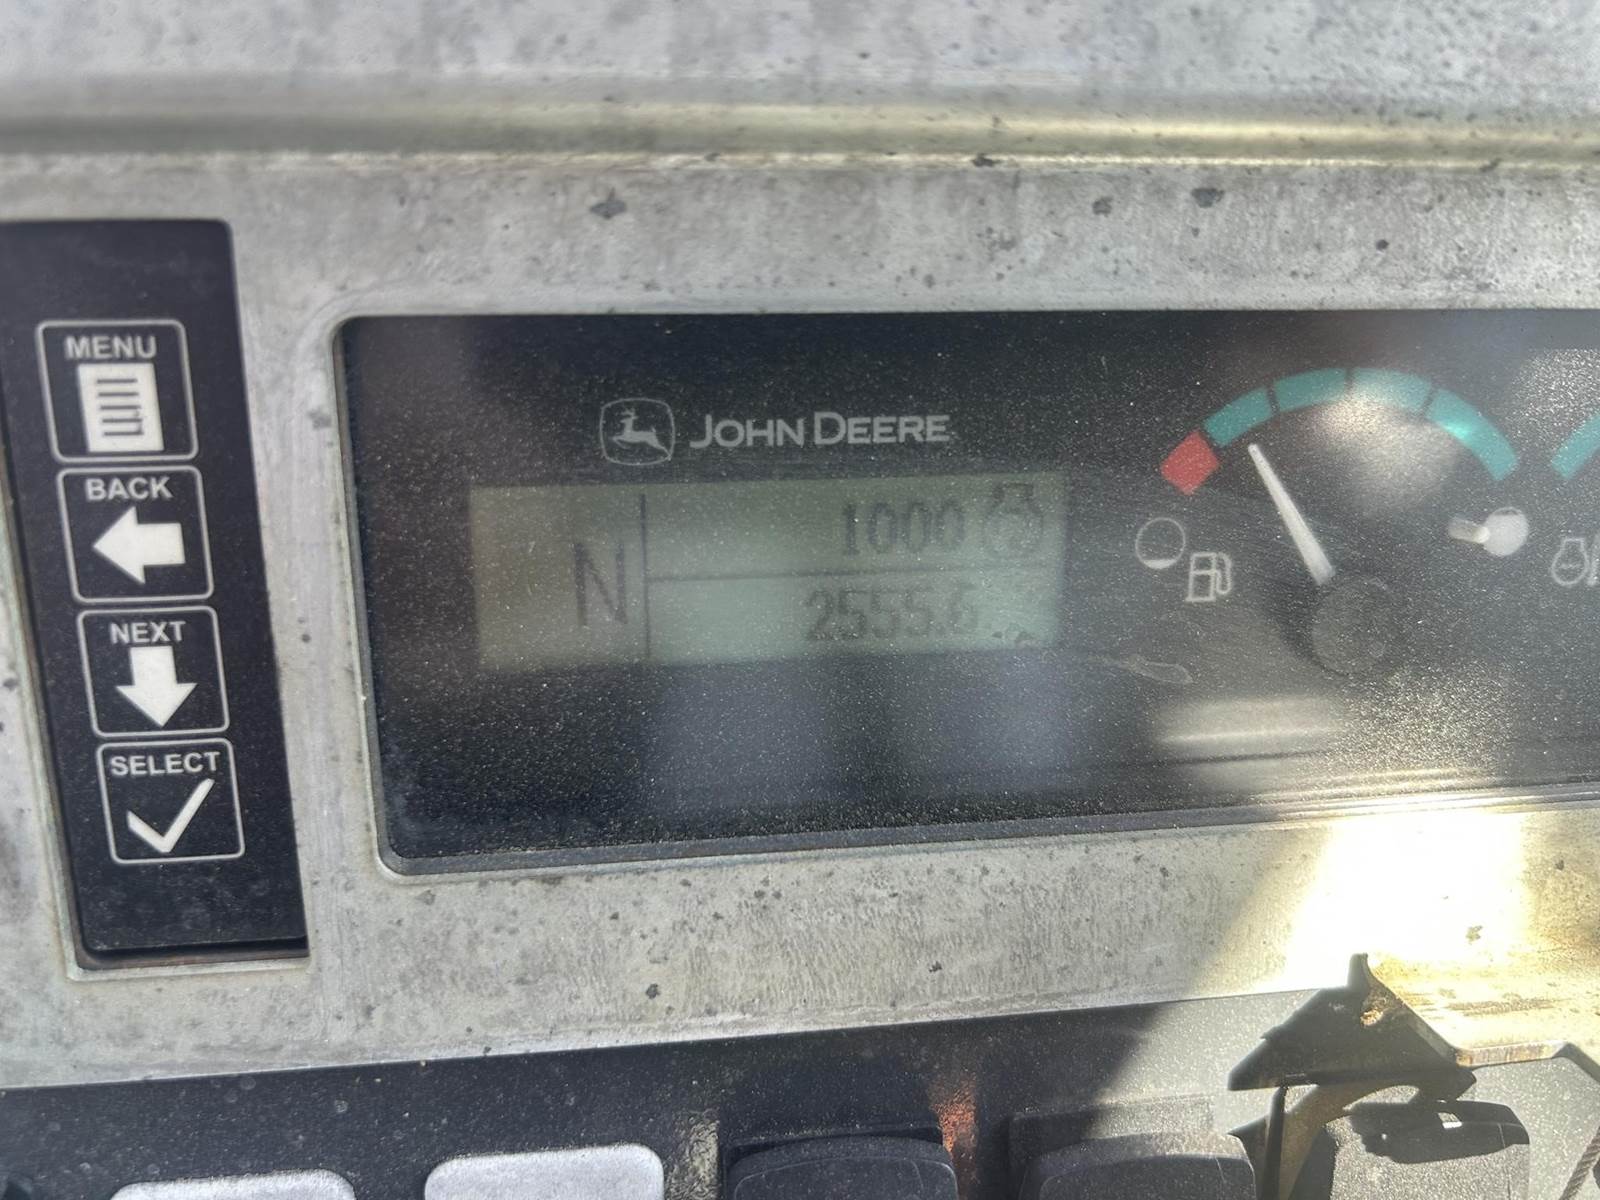 MENU
BACK
NEXT
SELECT
JOHN DEERE
N
1000
2555.6